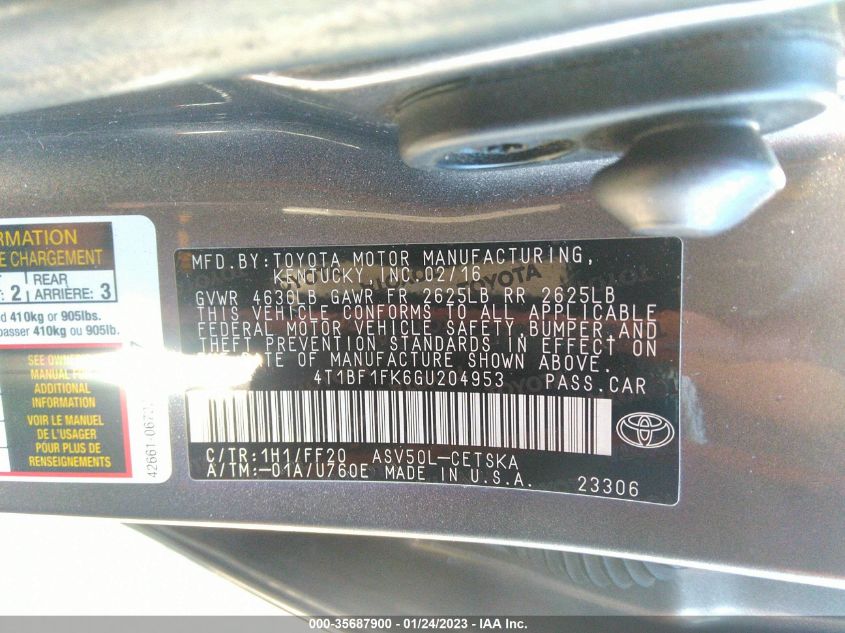 RMATION
E CHARGEMENT
2 REAR ARRIÈRE 3
d 410kg or 905lbs.
passer 410kg ou 905lb.
SEE OWNER
MANUAL FOR
ADDITIONAL
INFORMATION
VOIR LE MANUEL
DE L'USAGER
POUR PLUS DE
RENSEIGNEMENTS
MFD. BY: TOYOTA MOTOR MANUFACTURING,
KENTUCKY, INC. 02/16
GVWR 4630LB GAWR FR 2625LB RR 2625LB
THIS VEHICLE CONFORMS TO ALL APPLICABLE
FEDERAL MOTOR VEHICLE SAFETY, BUMPER AND
THEFT PREVENTION STANDARDS IN EFFECT ON
THE DATE OF MANUFACTURE SHOWN ABOVE.
4T1BF1FK6GU204953 PASS.CAR
C/TR:1H1/FF20 ASV50L-CETSKA
A/TM:-01A/U760E MADE IN U.S.A. 23306
TOYOTA
000-35687900 - 01/24/2023 - IAA Inc.